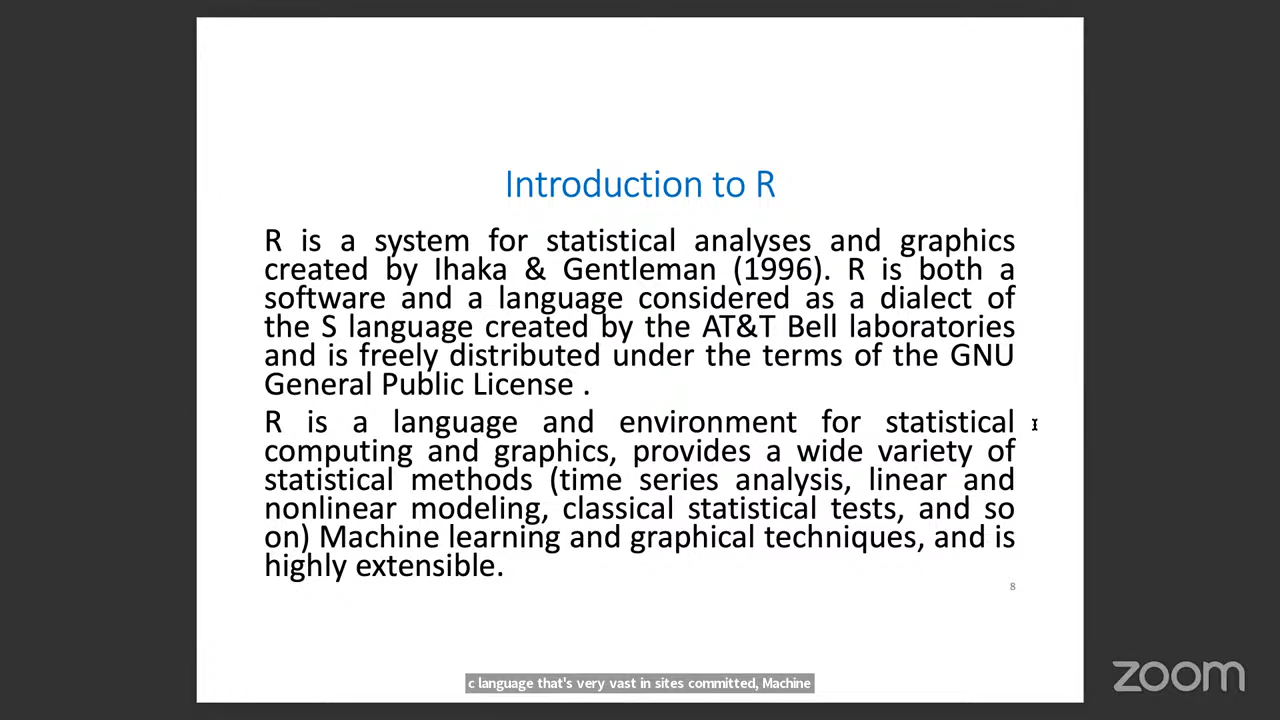 Introduction to R
R is a system for statistical analyses and graphics
created by Ihaka & Gentleman (1996). R is both a
software and a language considered as a dialect of
the S language created by the AT&T Bell laboratories
and is freely distributed under the terms of the GNU
General Public License .
R is a language and environment for statistical
computing and graphics, provides a wide variety of
statistical methods (time series analysis, linear and
nonlinear modeling, classical statistical tests, and so
on) Machine learning and graphical techniques, and is
highly extensible.
8
c language that's very vast in sites committed, Machine
zoom